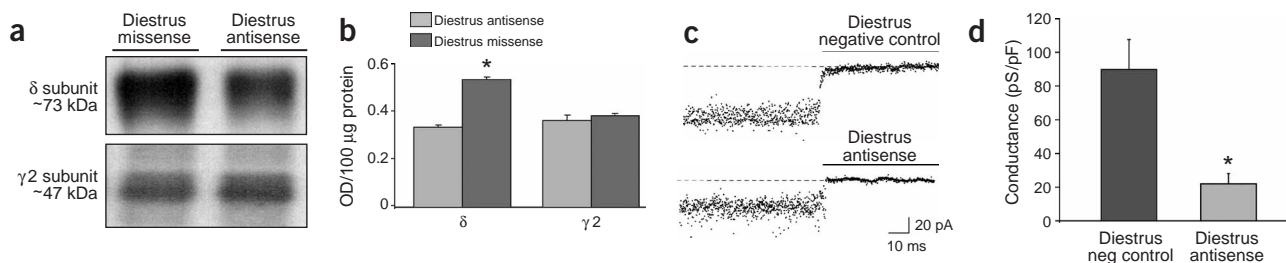 a
Diestrus missense
Diestrus antisense
δ subunit
~73 kDa
γ2 subunit
~47 kDa
b
Diestrus antisense
Diestrus missense
OD/100 μg protein
0.6
0.4
0.2
0
*
δ
γ2
c
Diestrus
negative control
Diestrus
antisense
20 pA
10 ms
d
Conductance (pS/pF)
120
100
80
60
40
20
0
*
Diestrus
neg control
Diestrus
antisense